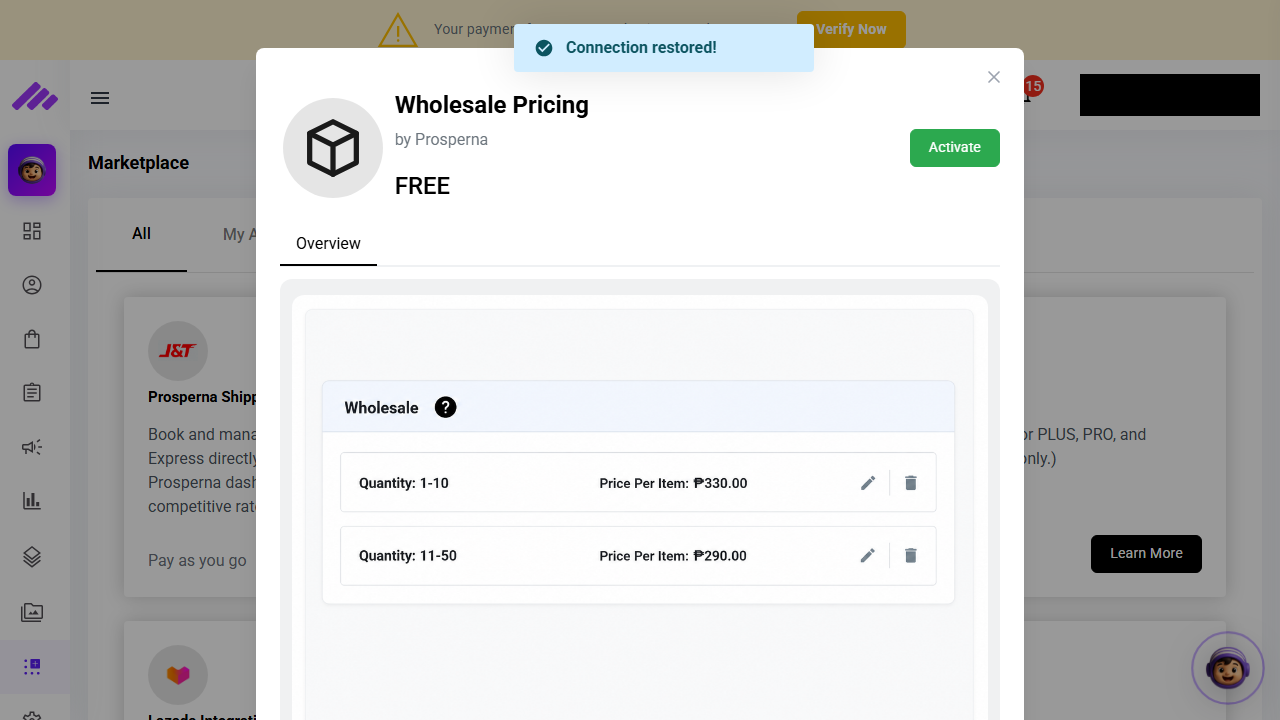 Your payme
Verify Now
Connection restored!
15
Wholesale Pricing
by Prosperna
Activate
FREE
Marketplace
All
My A
Overview
J&T
Prosperna Shipp
Book and mana
Express directly
Prosperna dash
competitive rat
Pay as you go
or PLUS, PRO, and
only.)
Learn More
Wholesale ?
Quantity: 1-10 Price Per Item: ₱330.00
Quantity: 11-50 Price Per Item: ₱290.00
Lazada Integrati